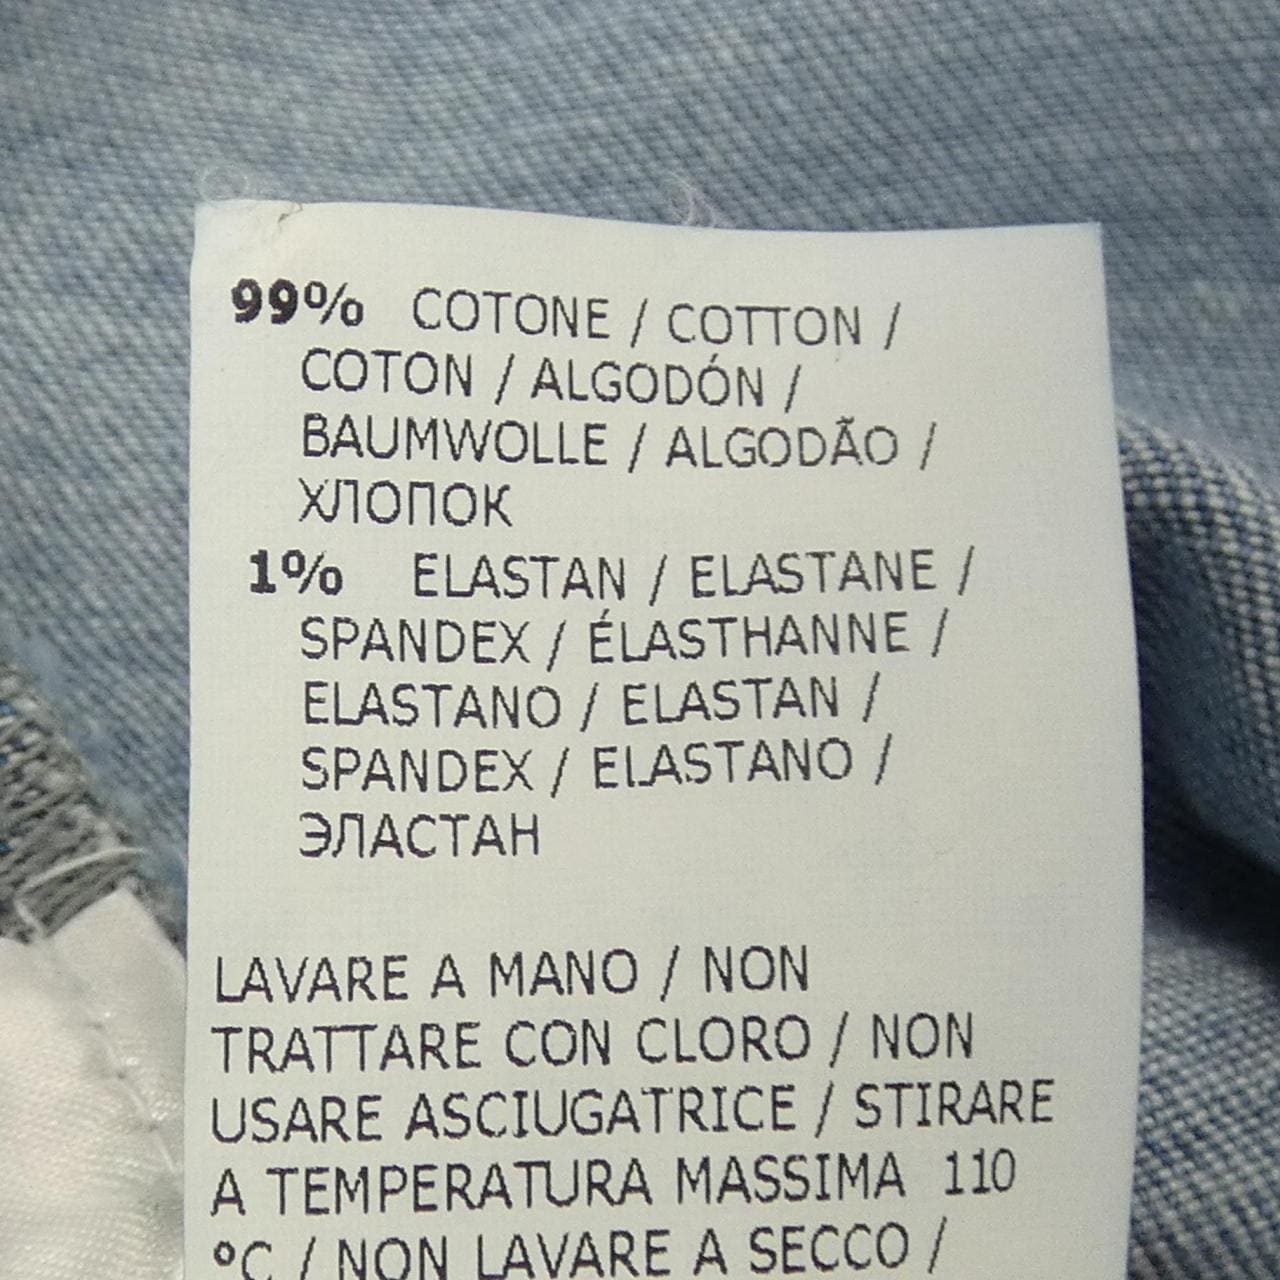 99% COTONE / COTTON /
COTON / ALGODÓN /
BAUMWOLLE / ALGODÃO /
ХЛОПОК
1% ELASTAN / ELASTANE /
SPANDEX / ÉLASTHANNE /
ELASTANO / ELASTAN /
SPANDEX / ELASTANO /
ЭЛАСТАН
LAVARE A MANO / NON
TRATTARE CON CLORO / NON
USARE ASCIUGATRICE / STIRARE
A TEMPERATURA MASSIMA 110
°C / NON LAVARE A SECCO /